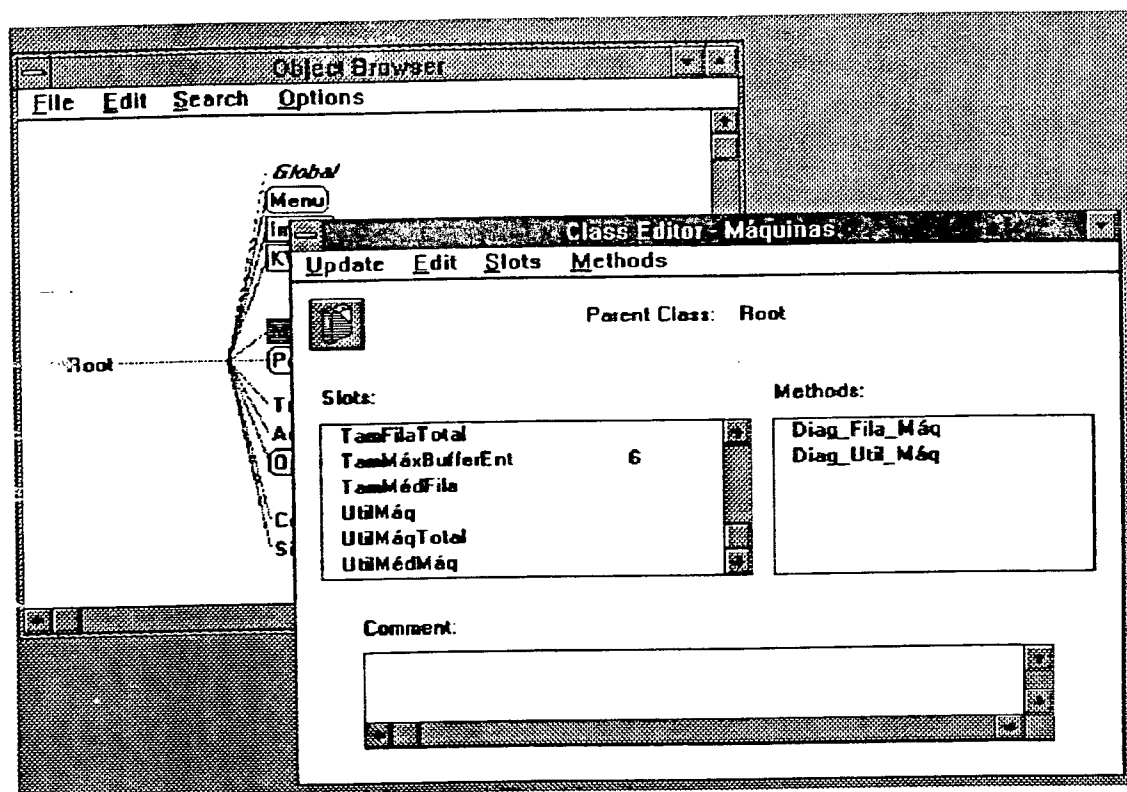 Object Browser
File Edit Search Options
Global
Menu
Root
Class Editor - Máquinas
Update Edit Slots Methods
Parent Class: Root
Slots:
TamFilaTotal
TamMáxBufferEnt 6
TamMédFila
UtilMáq
UtilMáqTotal
UtilMédMáq
Methods:
Diag_Fila_Máq
Diag_Util_Máq
Comment: